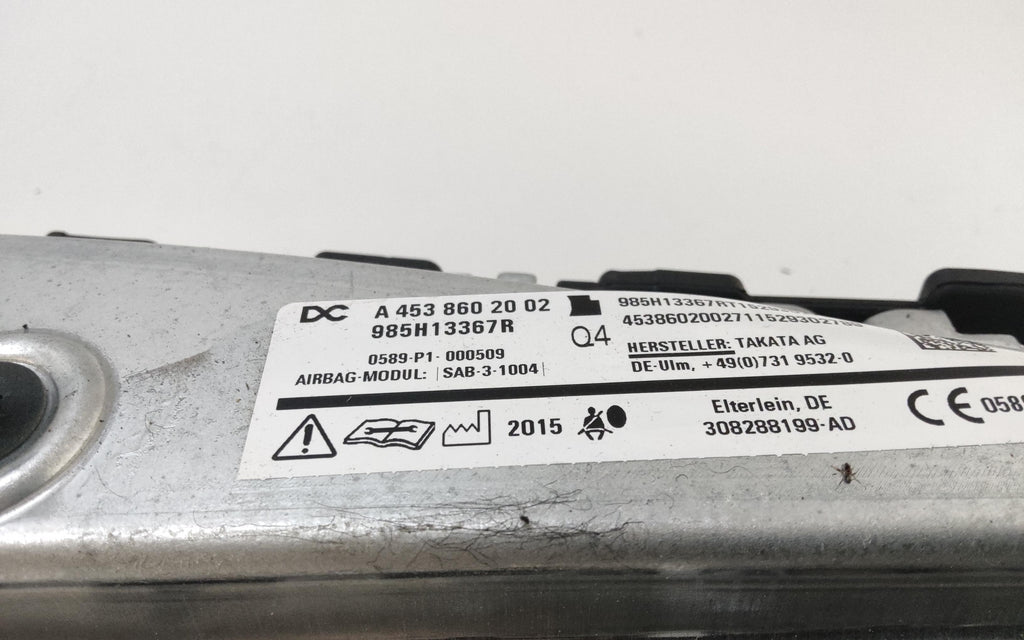 DC A 453 860 20 02
985H13367R
0589-P1- 000509
AIRBAG-MODUL: |SAB-3-1004|
Q4
HERSTELLER: TAKATA AG
DE-Ulm, +49(0)731 9532-0
2015
Elterlein, DE
308288199-AD
CE 058